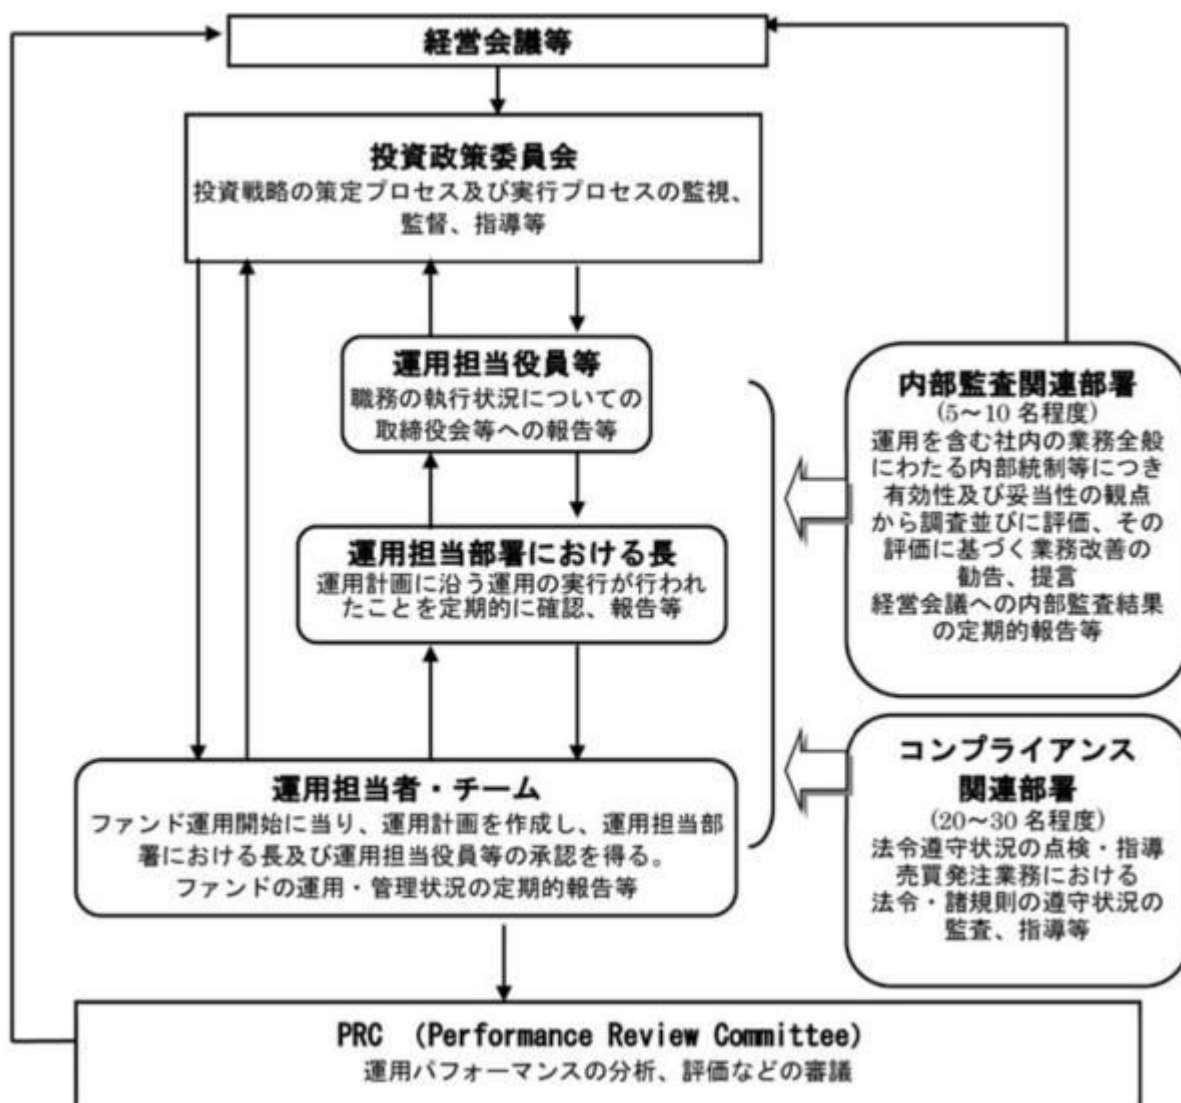 経営会議等
投資政策委員会
投資戦略の策定プロセス及び実行プロセスの監視、
監督、指導等
運用担当役員等
職務の執行状況についての
取締役会等への報告等
運用担当部署における長
運用計画に沿う運用の実行が行われ
たことを定期的に確認、報告等
運用担当者・チーム
ファンド運用開始に当り、運用計画を作成し、運用担当部
署における長及び運用担当役員等の承認を得る。
ファンドの運用・管理状況の定期的報告等
内部監査関連部署
(5～10 名程度)
運用を含む社内の業務全般
にわたる内部統制等につき
有効性及び妥当性の観点
から調査並びに評価、その
評価に基づく業務改善の
勧告、提言
経営会議への内部監査結果
の定期的報告等
コンプライアンス
関連部署
(20～30 名程度)
法令遵守状況の点検・指導
売買発注業務における
法令・諸規則の遵守状況の
監査、指導等
PRC （Performance Review Committee）
運用パフォーマンスの分析、評価などの審議